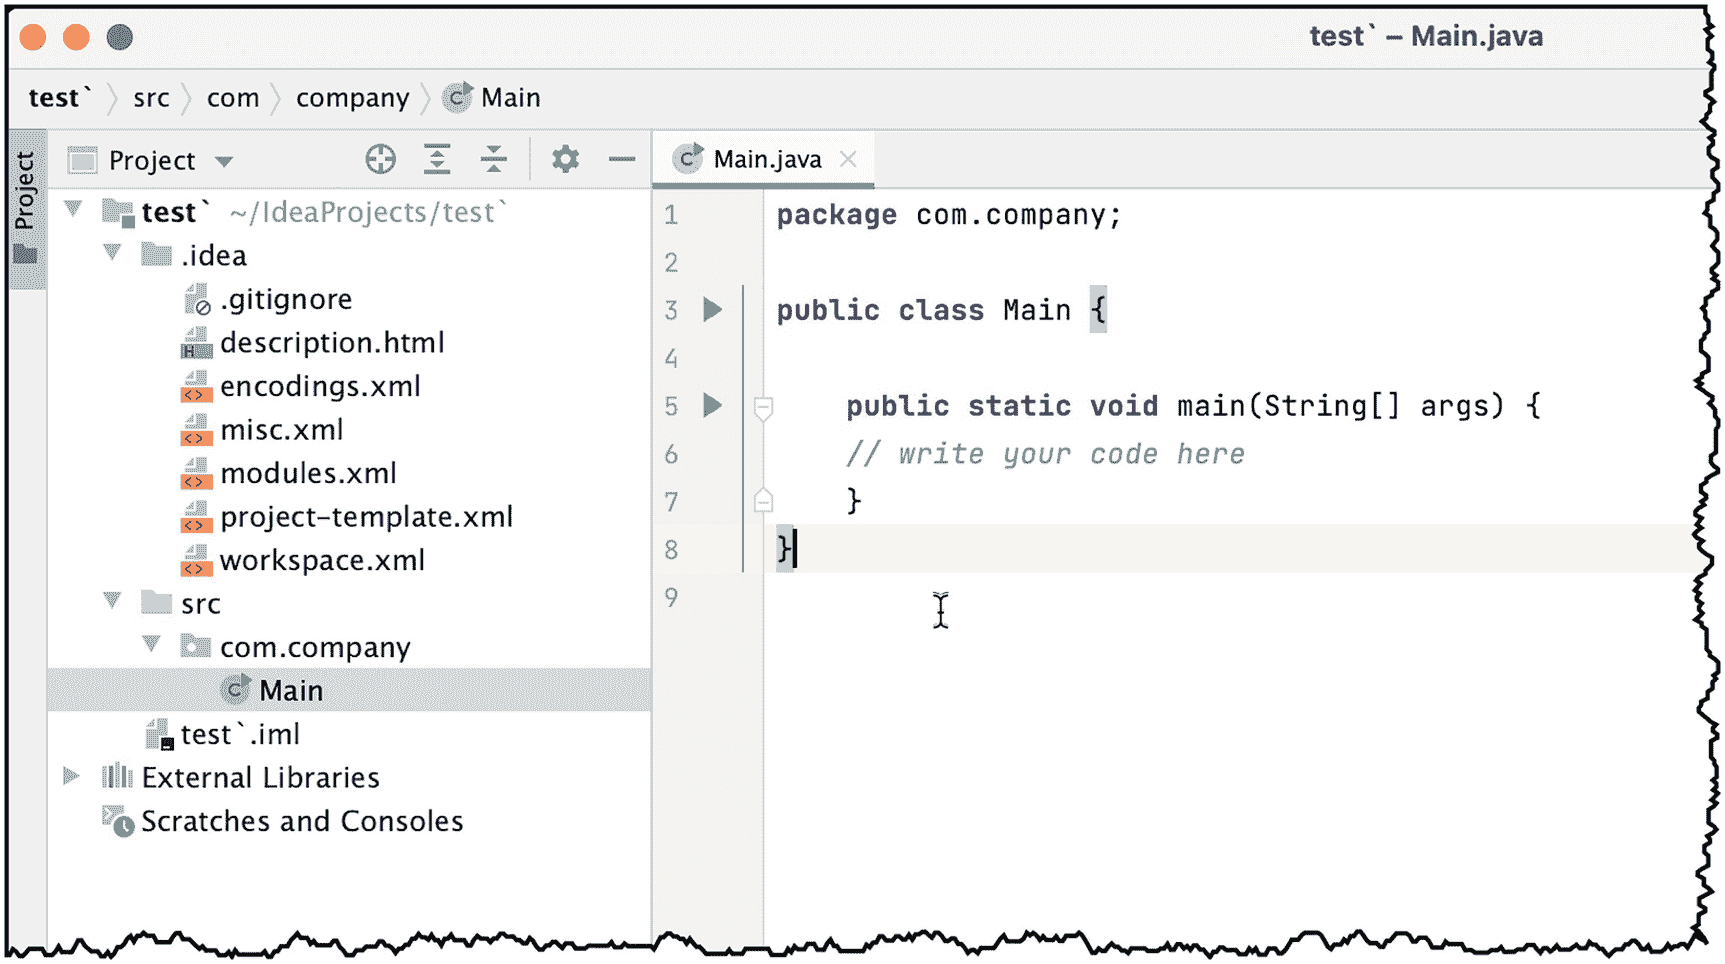 test` – Main.java
test` src com company Main
Project
Project
Main.java
test` ~/IdeaProjects/test`
.idea
.gitignore
description.html
encodings.xml
misc.xml
modules.xml
project-template.xml
workspace.xml
src
com.company
Main
test`.iml
External Libraries
Scratches and Consoles
1 package com.company;
2
3 public class Main {
4
5 public static void main(String[] args) {
6 // write your code here
7 }
8 }
9